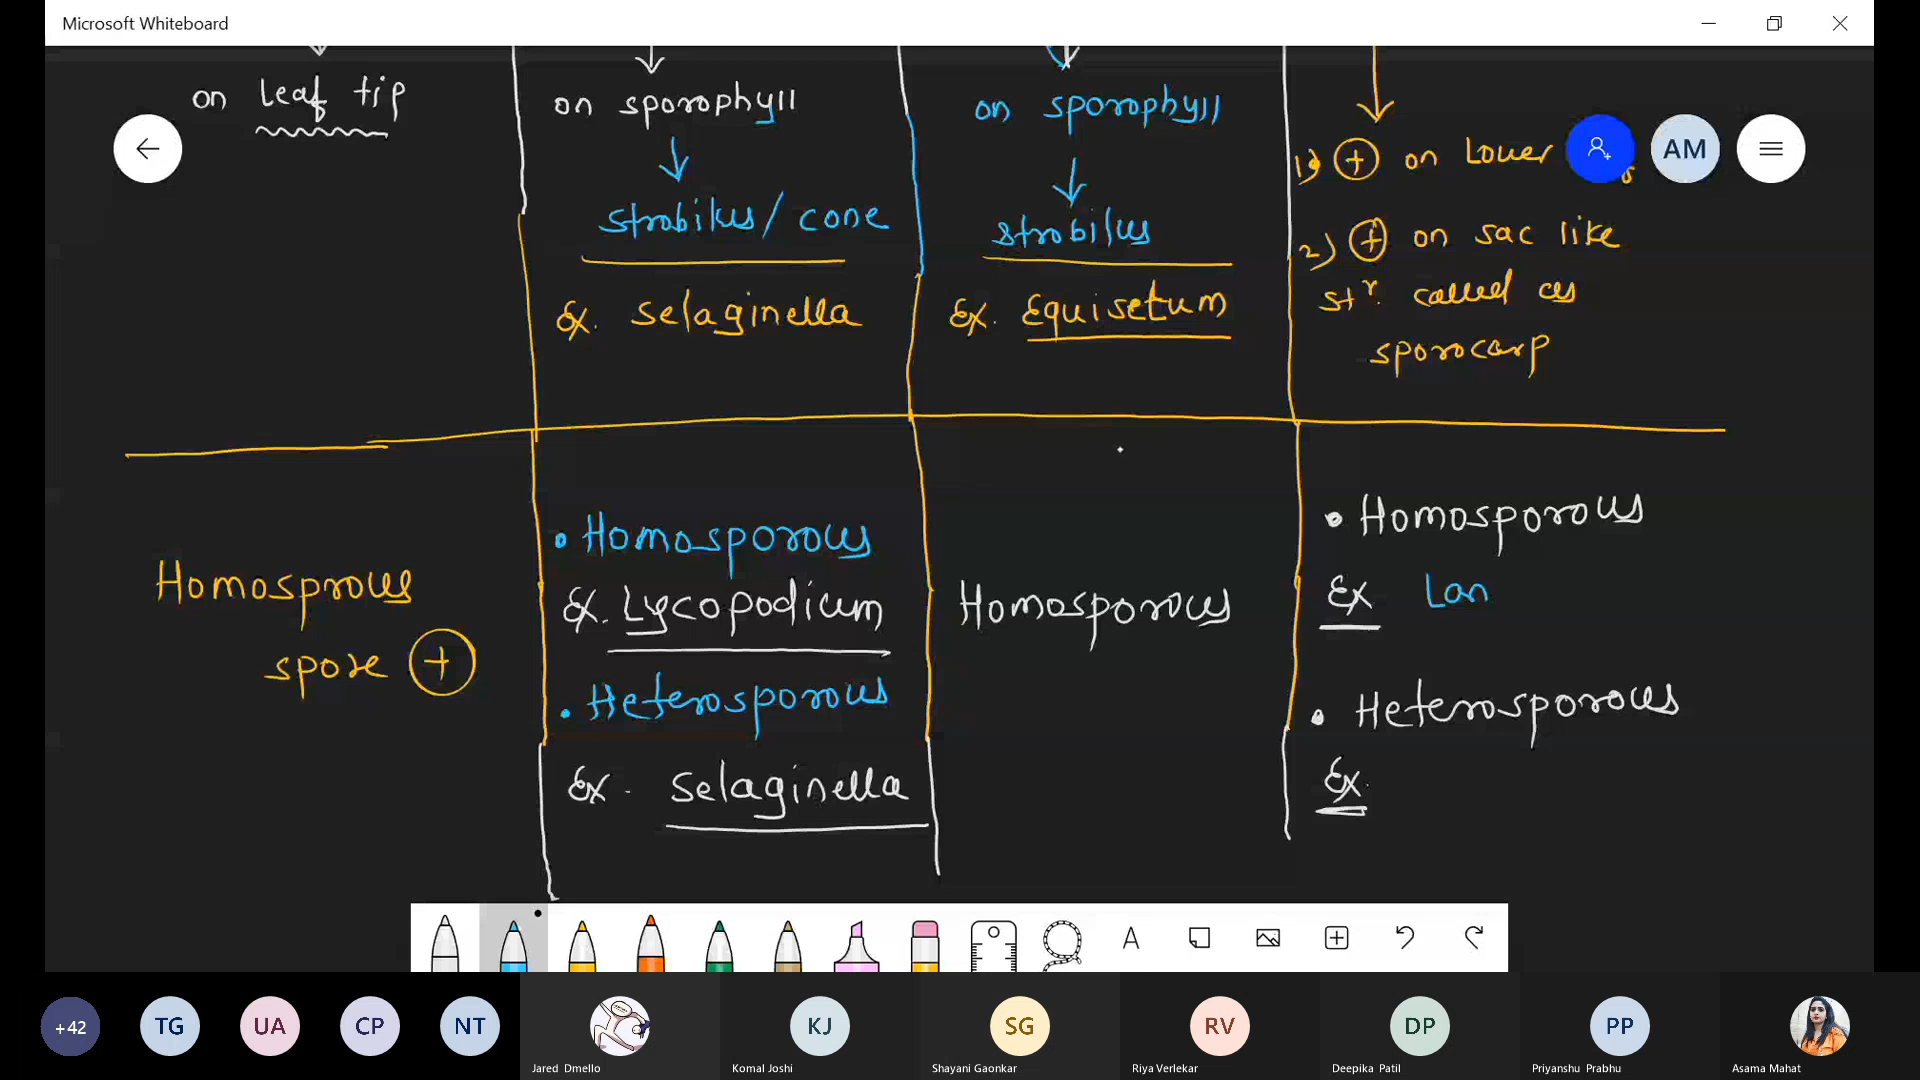 Microsoft Whiteboard
on leaf tip
on sporophyll
strobilus / cone
Ex. Selaginella
on sporophyll
strobilus
Ex. Equisetum
1) + on Lower
2) + on sac like
str. called as
sporocarp
AM
Homosprous
spore +
• Homosporous
Ex. Lycopodium
• Heterosporous
Ex. Selaginella
Homosporous
• Homosporous
Ex Lan
• Heterosporous
Ex.
A
+42
TG
UA
CP
NT
KJ
SG
RV
DP
PP
Jared Dmello
Komal Joshi
Shayani Gaonkar
Riya Verlekar
Deepika Patil
Priyanshu Prabhu
Asama Mahat